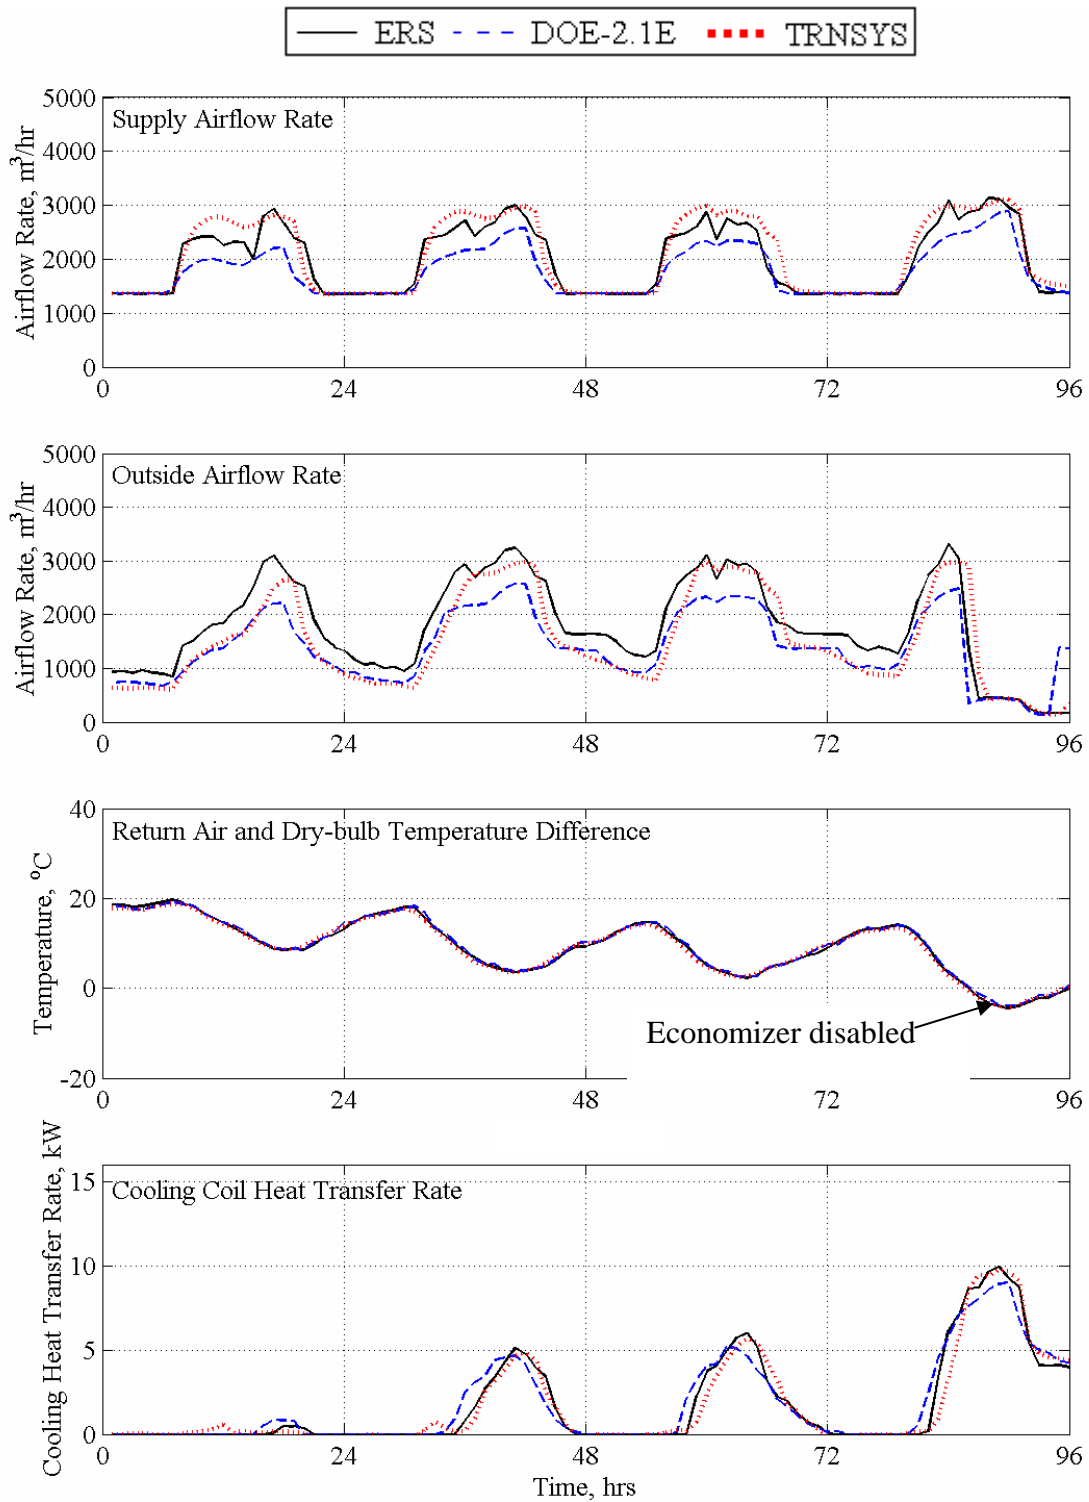 ERS DOE-2.1E TRNSYS
Supply Airflow Rate
Airflow Rate, m³/hr
5000
4000
3000
2000
1000
0
0 24 48 72 96
Outside Airflow Rate
Airflow Rate, m³/hr
5000
4000
3000
2000
1000
0
0 24 48 72 96
Return Air and Dry-bulb Temperature Difference
Temperature, °C
40
20
0
-20
Economizer disabled
0 24 48 72 96
Cooling Coil Heat Transfer Rate
Cooling Heat Transfer Rate, kW
15
10
5
0
0 24 48 72 96
Time, hrs